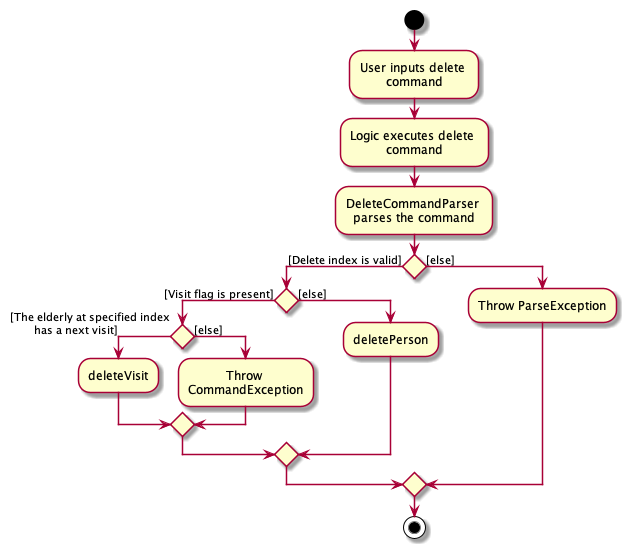 User inputs delete
command
Logic executes delete
command
DeleteCommandParser
parses the command
[Delete index is valid]
[else]
[Visit flag is present]
[else]
Throw ParseException
[The elderly at specified index
has a next visit]
[else]
deletePerson
deleteVisit
Throw
CommandException